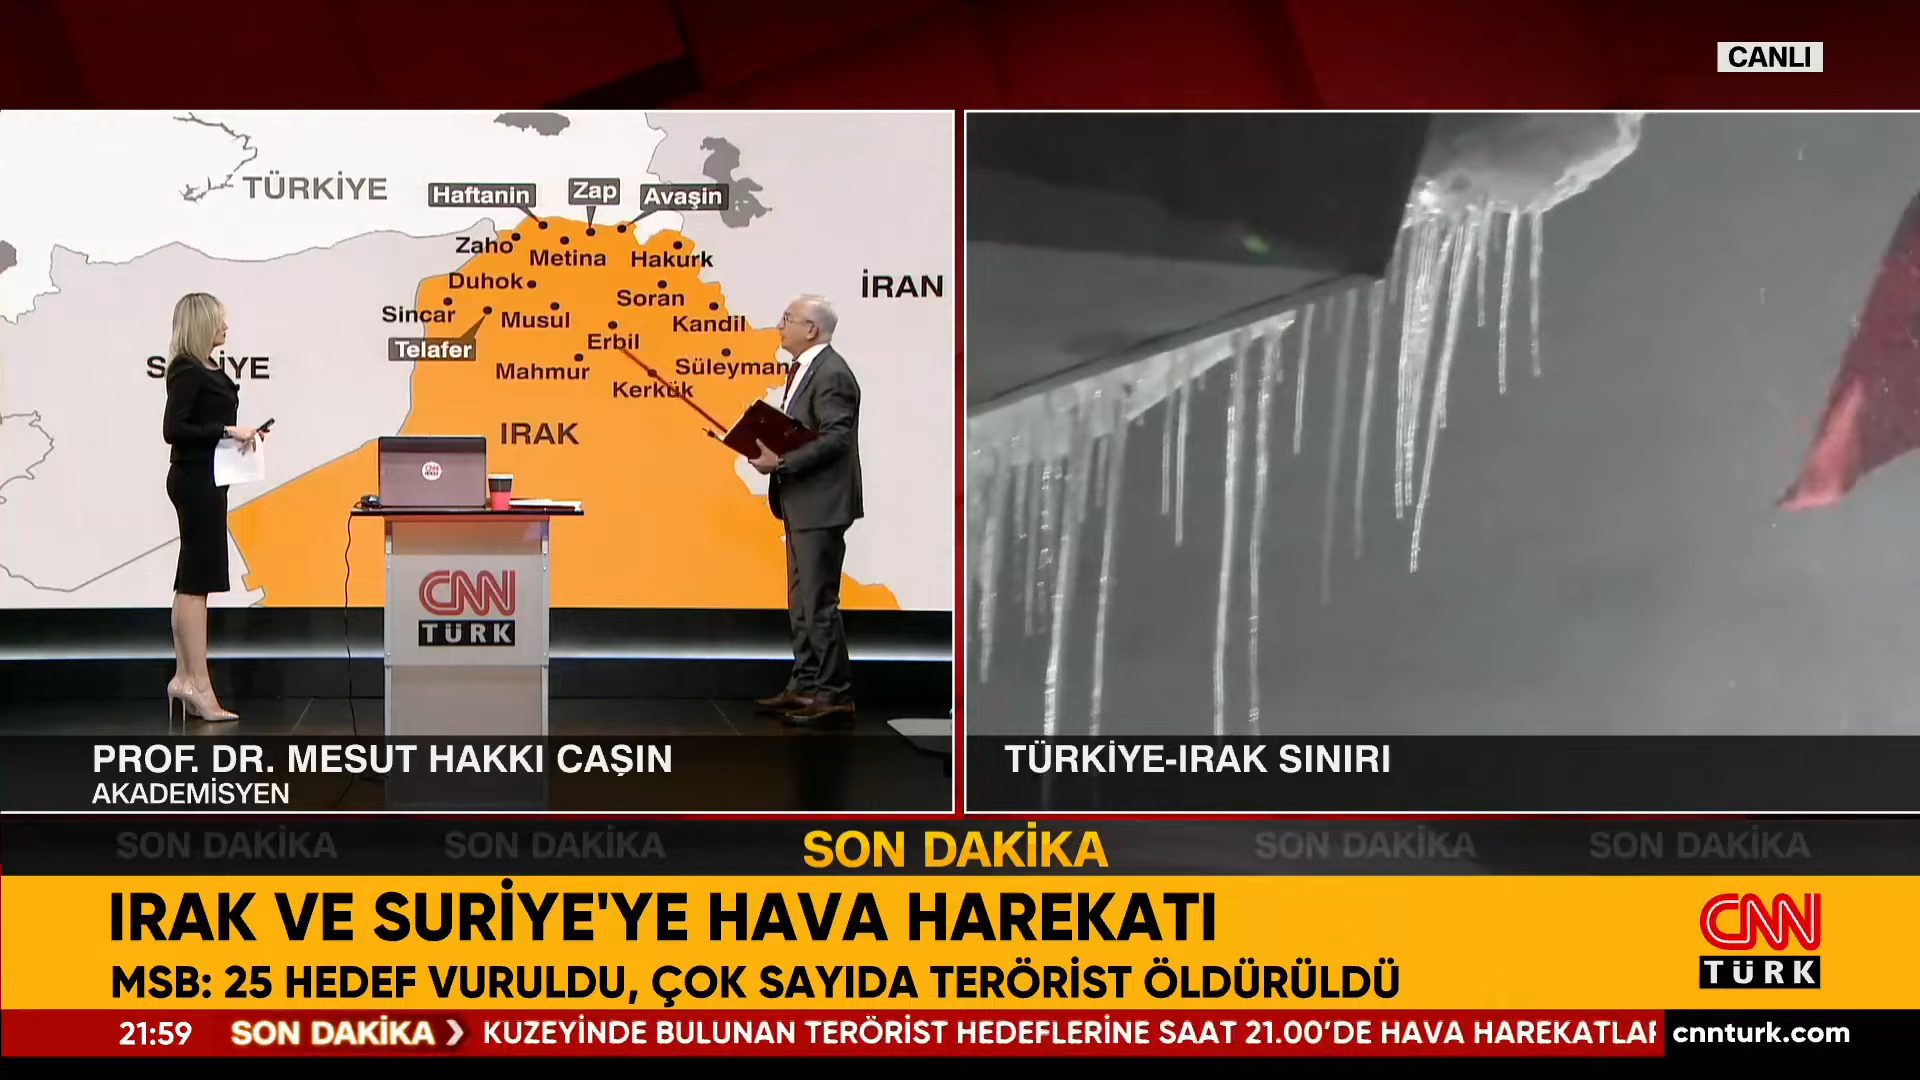 CANLI
TÜRKİYE
Haftanin
Zap
Avaşin
Zaho
Metina
Hakurk
İRAN
Duhok
Soran
Sincar
Musul
Kandil
Telafer
Erbil
Mahmur
Süleyman
Kerkük
IRAK
CNN
TÜRK
PROF. DR. MESUT HAKKI CAŞIN
AKADEMİSYEN
TÜRKİYE-IRAK SINIRI
SON DAKİKA SON DAKİKA SON DAKİKA SON DAKİKA SON DAKİKA
IRAK VE SURİYE'YE HAVA HAREKATI
MSB: 25 HEDEF VURULDU, ÇOK SAYIDA TERÖRİST ÖLDÜRÜLDÜ
CNN
TÜRK
21:59 SON DAKİKA KUZEYİNDE BULUNAN TERÖRİST HEDEFLERİNE SAAT 21.00'DE HAVA HAREKATLAR
cnnturk.com